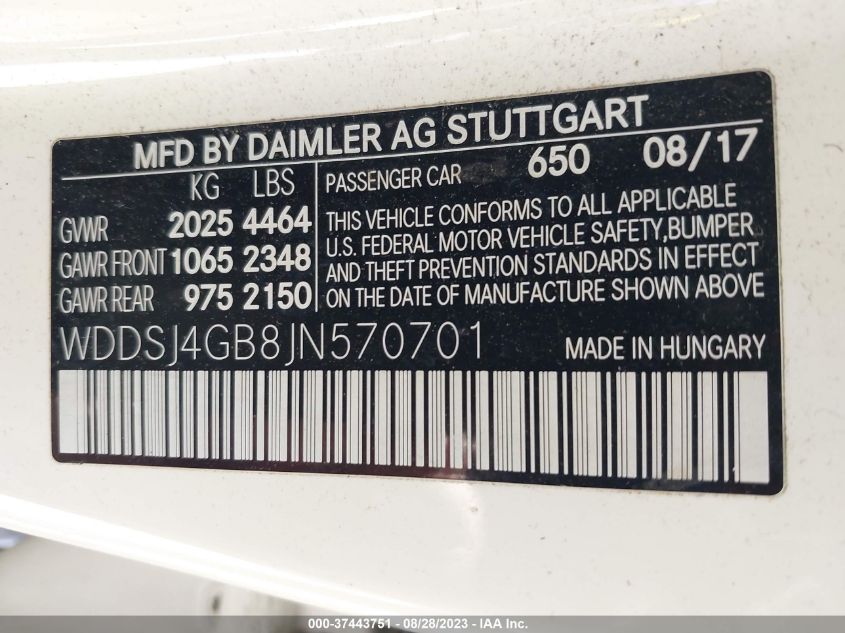 MFD BY DAIMLER AG STUTTGART
KG LBS
GVWR 2025 4464
GAWR FRONT 1065 2348
GAWR REAR 975 2150
PASSENGER CAR 650 08/17
THIS VEHICLE CONFORMS TO ALL APPLICABLE
U.S. FEDERAL MOTOR VEHICLE SAFETY,BUMPER
AND THEFT PREVENTION STANDARDS IN EFFECT
ON THE DATE OF MANUFACTURE SHOWN ABOVE
WDDSJ4GB8JN570701 MADE IN HUNGARY
000-37443751 - 08/28/2023 - IAA Inc.